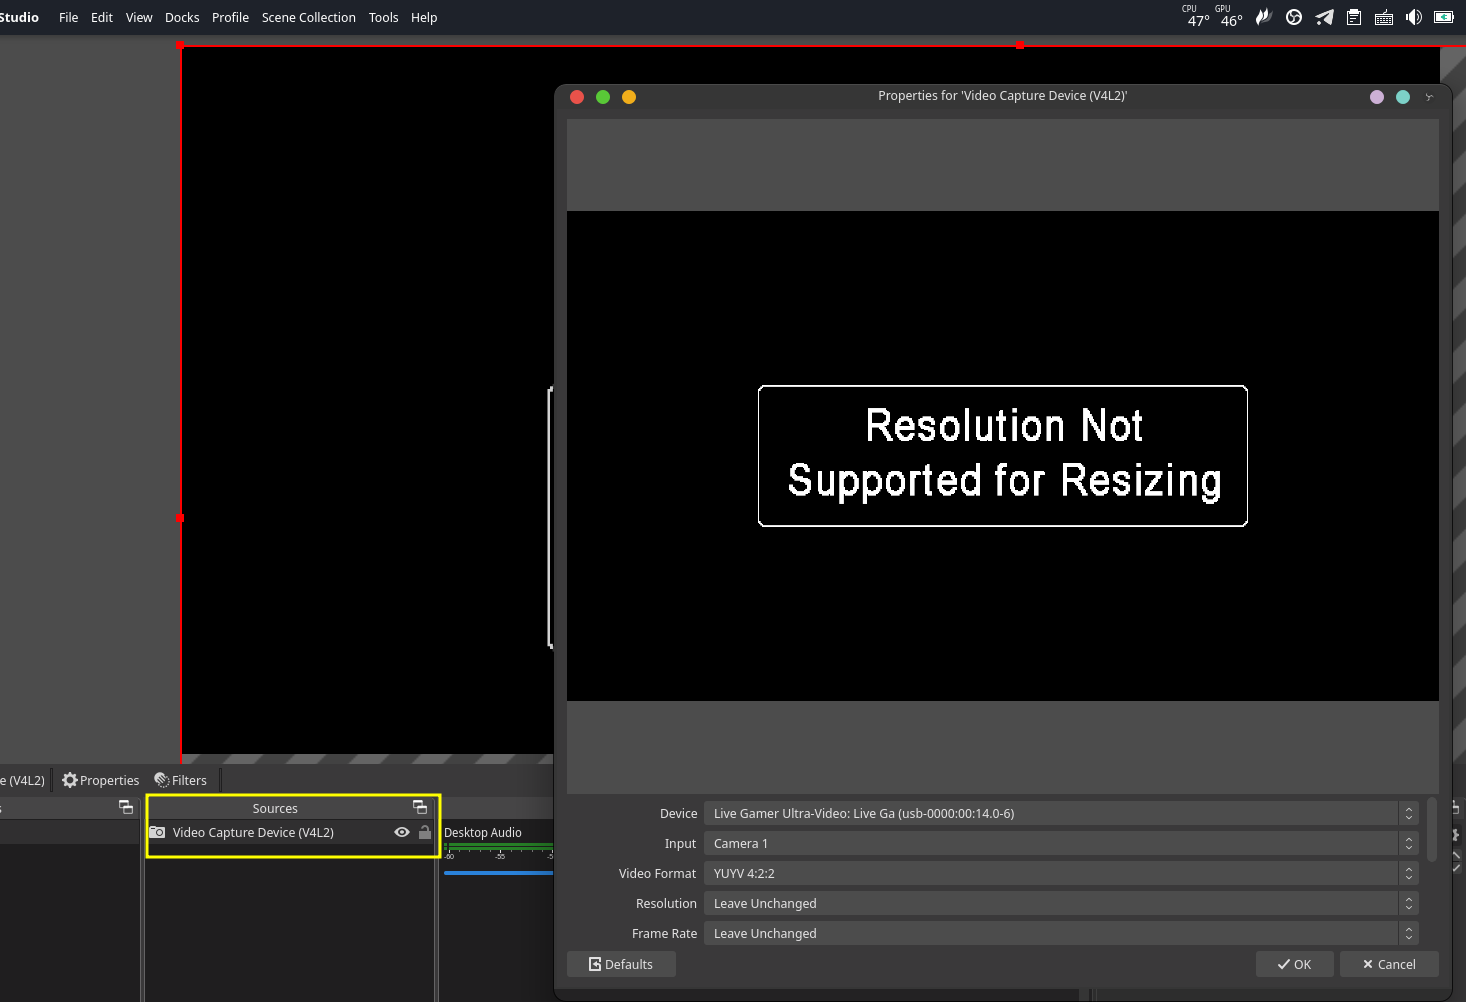 Studio File Edit View Docks Profile Scene Collection Tools Help
CPU 47° GPU 46°
Properties for 'Video Capture Device (V4L2)'
Resolution Not
Supported for Resizing
e (V4L2) Properties Filters
s
Sources
Video Capture Device (V4L2)
Desktop Audio
-60 -55 -5
Device Live Gamer Ultra-Video: Live Ga (usb-0000:00:14.0-6)
Input Camera 1
Video Format YUYV 4:2:2
Resolution Leave Unchanged
Frame Rate Leave Unchanged
Defaults OK Cancel